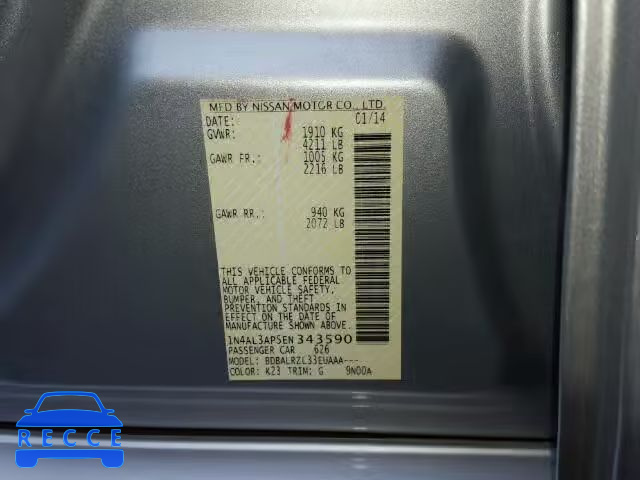 MFD BY NISSAN MOTOR CO., LTD.
DATE: 01/14
GVWR: 1910 KG
4211 LB
GAWR FR.: 1005 KG
2216 LB
GAWR RR.: 940 KG
2072 LB
THIS VEHICLE CONFORMS TO
ALL APPLICABLE FEDERAL
MOTOR VEHICLE SAFETY,
BUMPER, AND THEFT
PREVENTION STANDARDS IN
EFFECT ON THE DATE OF
MANUFACTURE SHOWN ABOVE.
1N4AL3AP5EN343590
PASSENGER CAR 626
MODEL: BDBALRZL33EUAAA---
COLOR: K23 TRIM: G 9N00A
RECCE